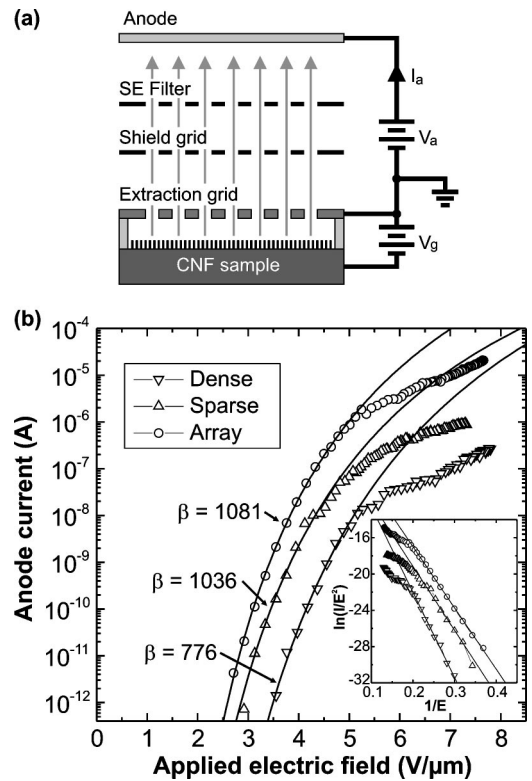 (a)
Anode
SE Filter
Shield grid
Extraction grid
CNF sample
Iₐ
Vₐ
V_g
(b)
Anode current (A)
10⁻⁴
10⁻⁵
10⁻⁶
10⁻⁷
10⁻⁸
10⁻⁹
10⁻¹⁰
10⁻¹¹
10⁻¹²
Dense
Sparse
Array
β = 1081
β = 1036
β = 776
ln(I/E²)
-16
-20
-24
-28
-32
0.1 0.2 0.3 0.4
1/E
0 1 2 3 4 5 6 7 8
Applied electric field (V/μm)